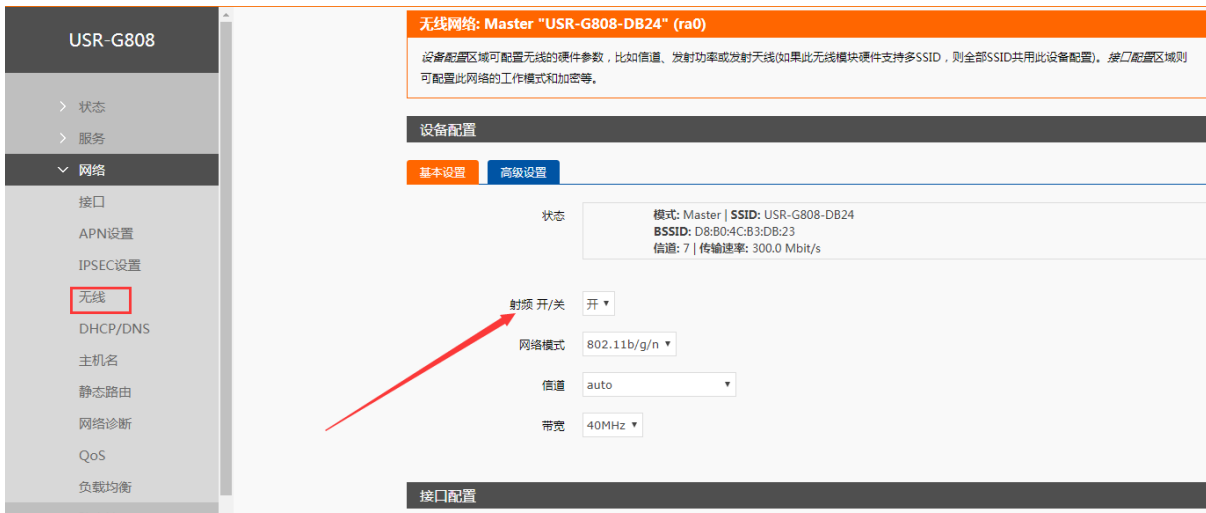 USR-G808
状态
服务
网络
接口
APN设置
IPSEC设置
无线
DHCP/DNS
主机名
静态路由
网络诊断
QoS
负载均衡
无线网络: Master "USR-G808-DB24" (ra0)
设备配置区域可配置无线的硬件参数，比如信道、发射功率或发射天线(如果此无线模块硬件支持多SSID，则全部SSID共用此设备配置)。接口配置区域则
可配置此网络的工作模式和加密等。
设备配置
基本设置 高级设置
状态 模式: Master | SSID: USR-G808-DB24
BSSID: D8:B0:4C:B3:DB:23
信道: 7 | 传输速率: 300.0 Mbit/s
射频 开/关 开
网络模式 802.11b/g/n
信道 auto
带宽 40MHz
接口配置